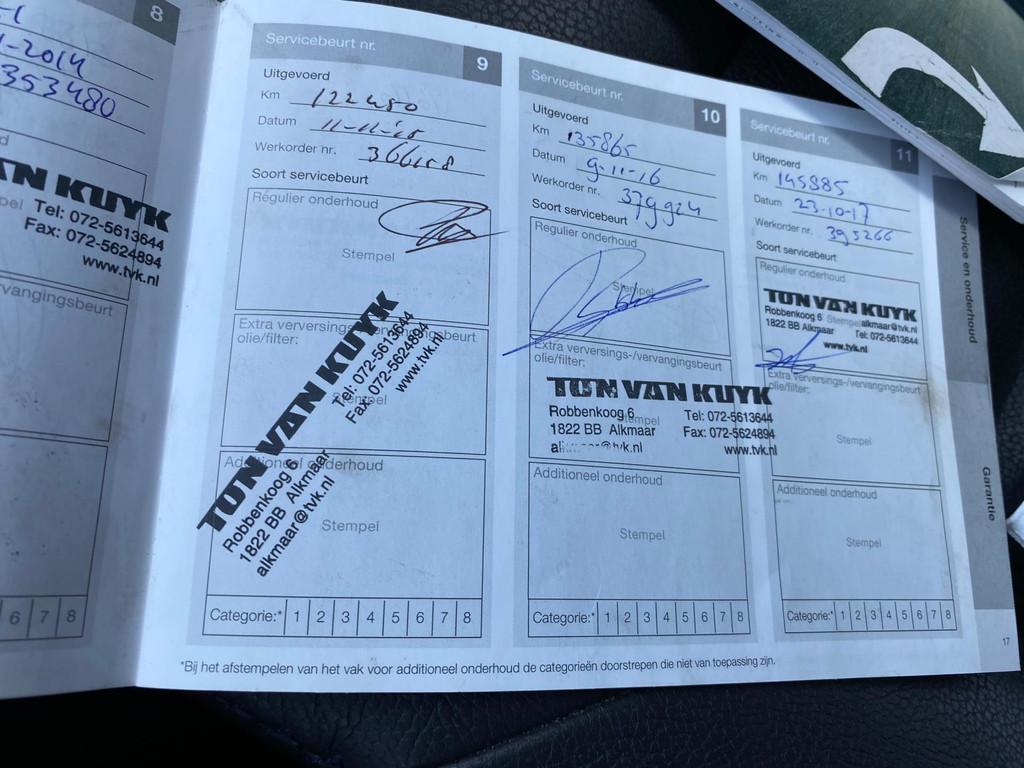 8
-2014
353480
AN KUYK
Tel: 072-5613644
Fax: 072-5624894
www.tvk.nl
6 7 8
Servicebeurt nr. 9
Uitgevoerd
Km 122450
Datum 11-11-15
Werkorder nr.
Soort servicebeurt
Regulier onderhoud
Stempel
Extra verversings-/vervangingsbeurt
olie/filter:
Stempel
Additioneel onderhoud
Stempel
TON VAN KUYK
Robbenkoog 6 Tel: 072-5613644
1822 BB Alkmaar Fax: 072-5624894
alkmaar@tvk.nl www.tvk.nl
Categorie:* 1 2 3 4 5 6 7 8
Servicebeurt nr. 10
Uitgevoerd
Km 135865
Datum 9-11-16
Werkorder nr. 379924
Soort servicebeurt
Regulier onderhoud
Stempel
Extra verversings-/vervangingsbeurt
olie/filter:
TON VAN KUYK
Robbenkoog 6 Tel: 072-5613644
Stempel
1822 BB Alkmaar Fax: 072-5624894
www.tvk.nl
Additioneel onderhoud
Stempel
Categorie:* 1 2 3 4 5 6 7 8
Servicebeurt nr. 11
Uitgevoerd
Km 145885
Datum 23-10-17
Werkorder nr. 395266
Soort servicebeurt
Regulier onderhoud
TON VAN KUYK
Robbenkoog 6 Stempel alkmaar@tvk.nl
1822 BB Alkmaar Tel: 072-5613644
www.tvk.nl
Extra verversings-/vervangingsbeurt
olie/filter:
Stempel
Additioneel onderhoud
Stempel
Categorie:* 1 2 3 4 5 6 7 8
Service en onderhoud
Garantie
*Bij het afstempelen van het vak voor additioneel onderhoud de categorieën doorstrepen die niet van toepassing zijn.
17